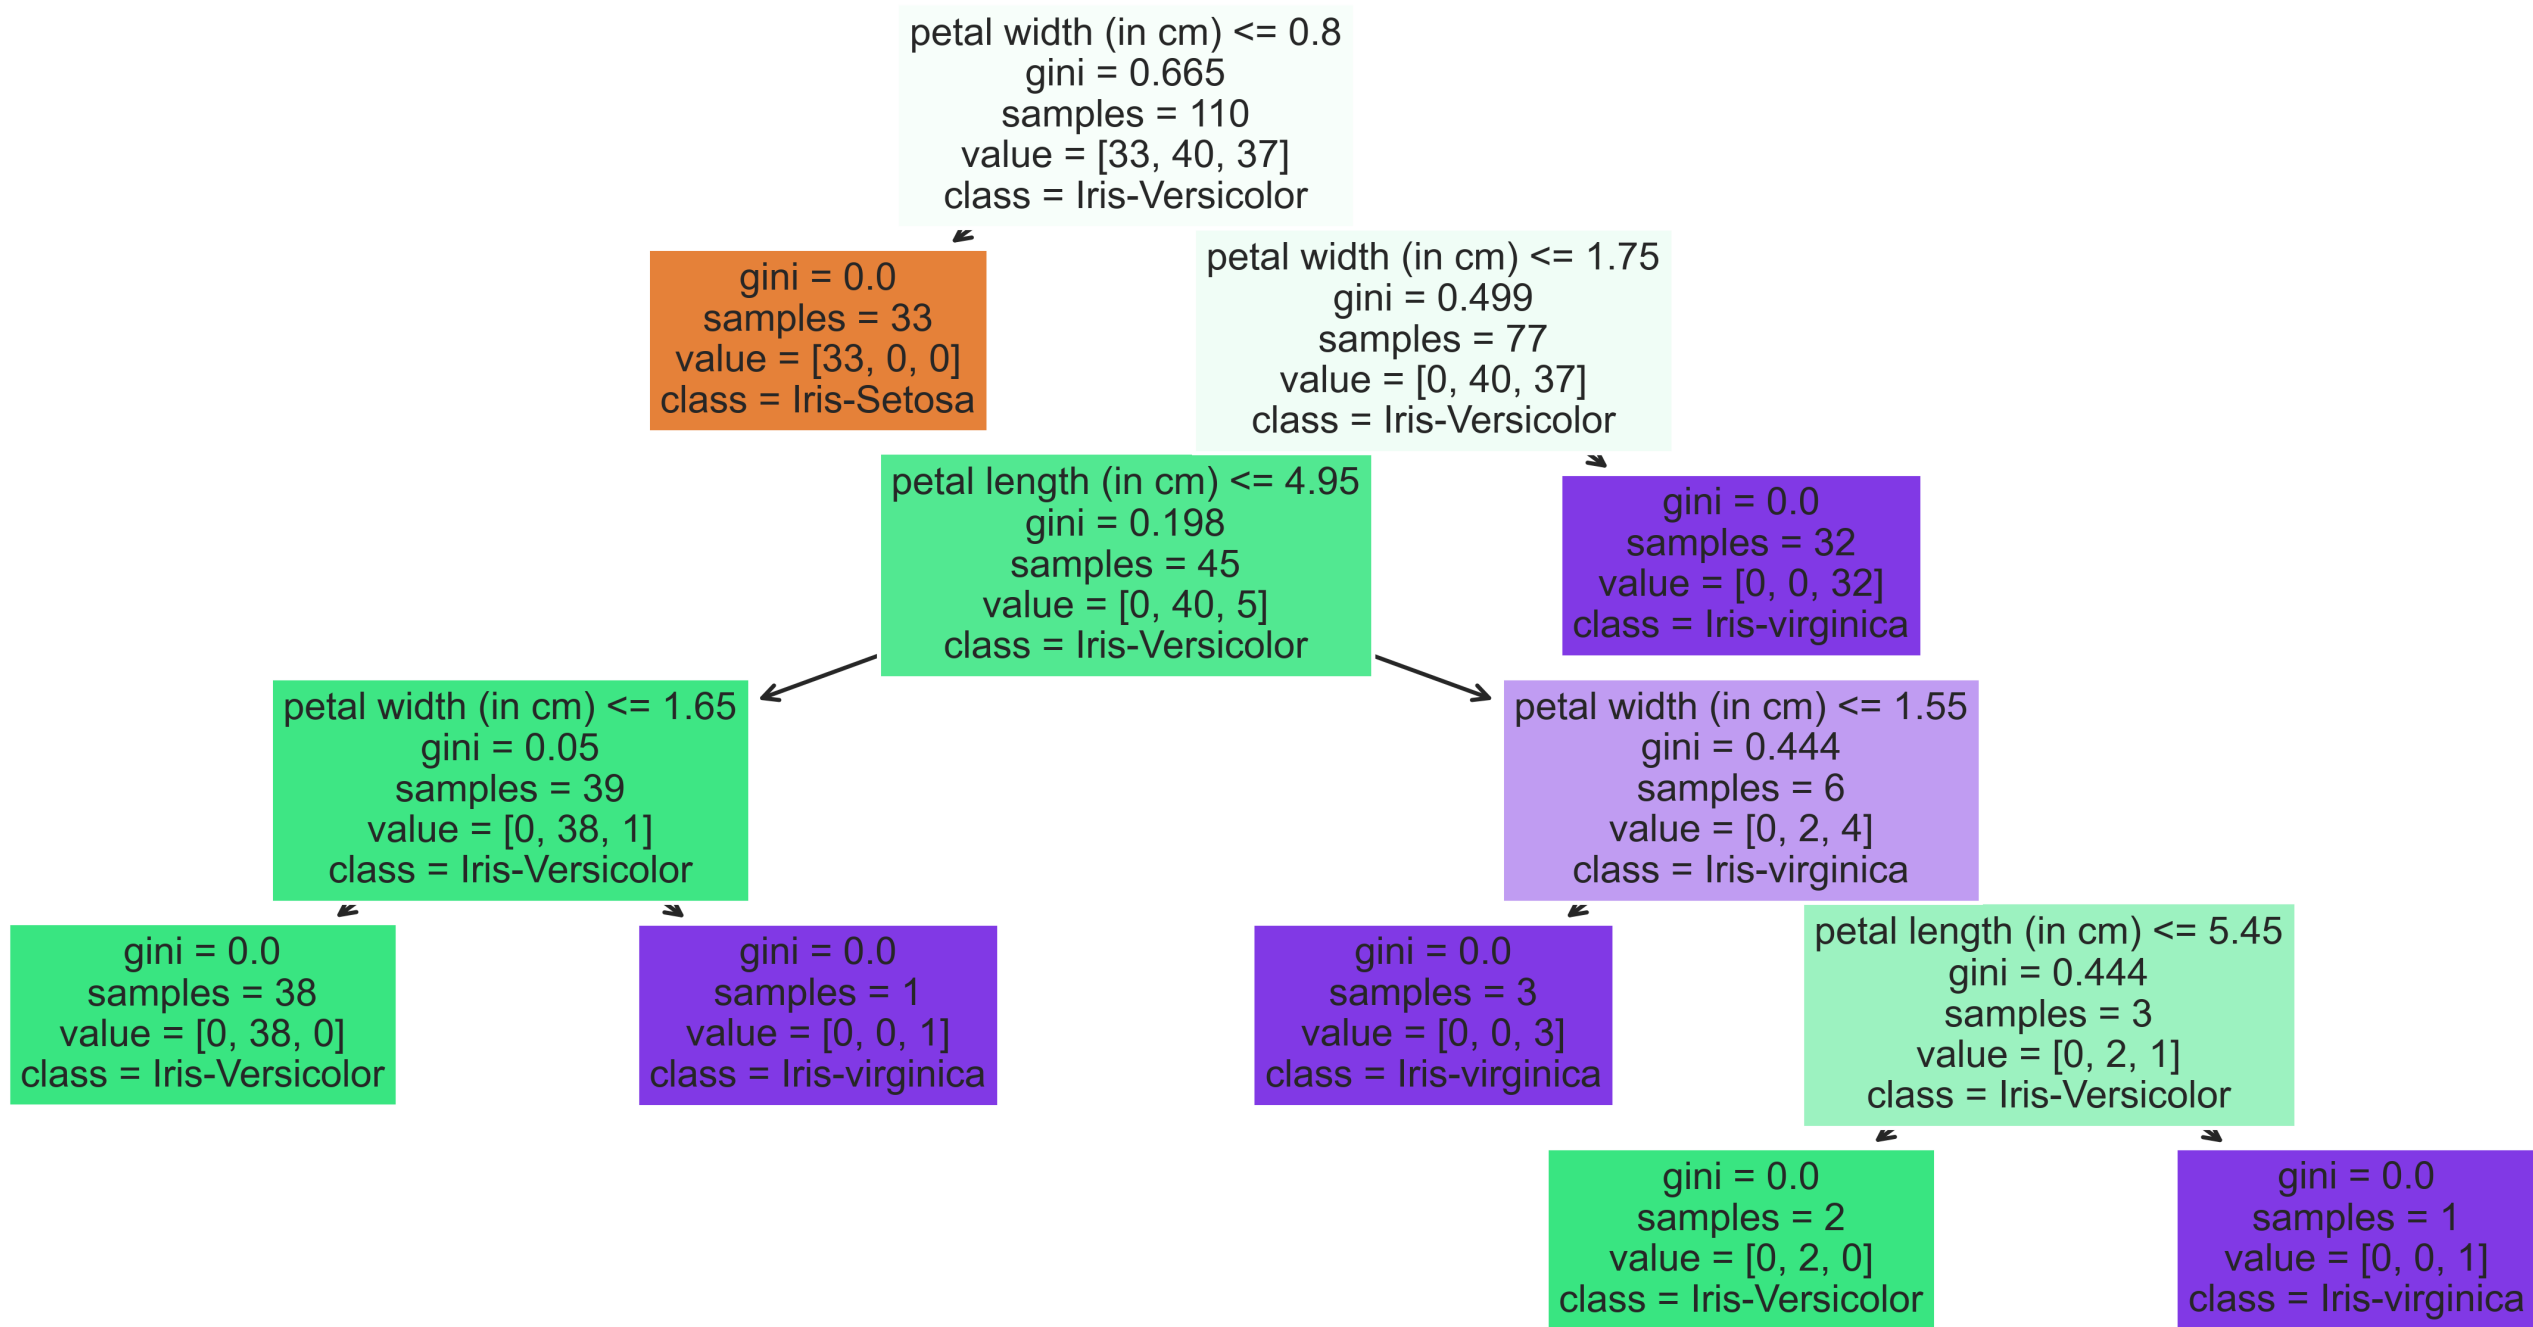 petal width (in cm) <= 0.8
gini = 0.665
samples = 110
value = [33, 40, 37]
class = Iris-Versicolor
gini = 0.0
samples = 33
value = [33, 0, 0]
class = Iris-Setosa
petal width (in cm) <= 1.75
gini = 0.499
samples = 77
value = [0, 40, 37]
class = Iris-Versicolor
petal length (in cm) <= 4.95
gini = 0.198
samples = 45
value = [0, 40, 5]
class = Iris-Versicolor
gini = 0.0
samples = 32
value = [0, 0, 32]
class = Iris-virginica
petal width (in cm) <= 1.65
gini = 0.05
samples = 39
value = [0, 38, 1]
class = Iris-Versicolor
petal width (in cm) <= 1.55
gini = 0.444
samples = 6
value = [0, 2, 4]
class = Iris-virginica
gini = 0.0
samples = 38
value = [0, 38, 0]
class = Iris-Versicolor
gini = 0.0
samples = 1
value = [0, 0, 1]
class = Iris-virginica
gini = 0.0
samples = 3
value = [0, 0, 3]
class = Iris-virginica
petal length (in cm) <= 5.45
gini = 0.444
samples = 3
value = [0, 2, 1]
class = Iris-Versicolor
gini = 0.0
samples = 2
value = [0, 2, 0]
class = Iris-Versicolor
gini = 0.0
samples = 1
value = [0, 0, 1]
class = Iris-virginica